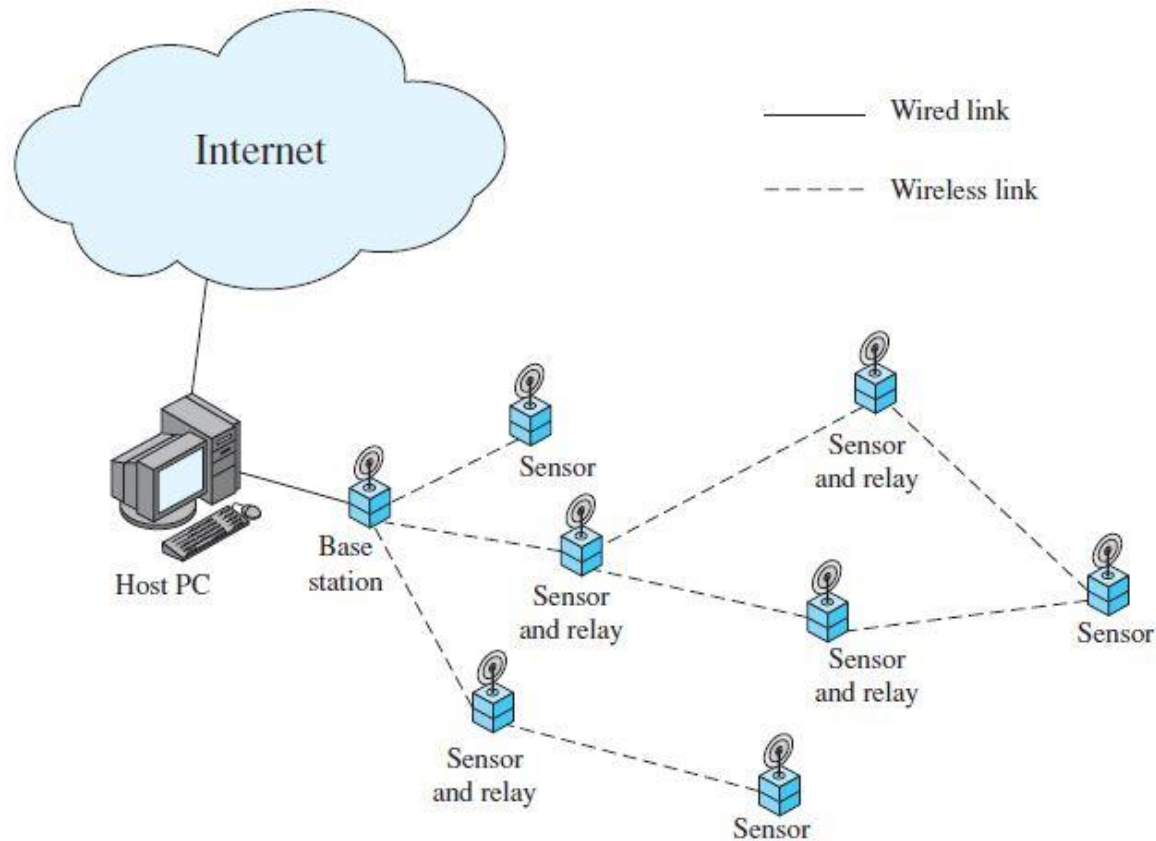 Internet
Wired link
Wireless link
Sensor
and relay
Sensor
Base
station
Host PC
Sensor
and relay
Sensor
Sensor
and relay
Sensor
and relay
Sensor